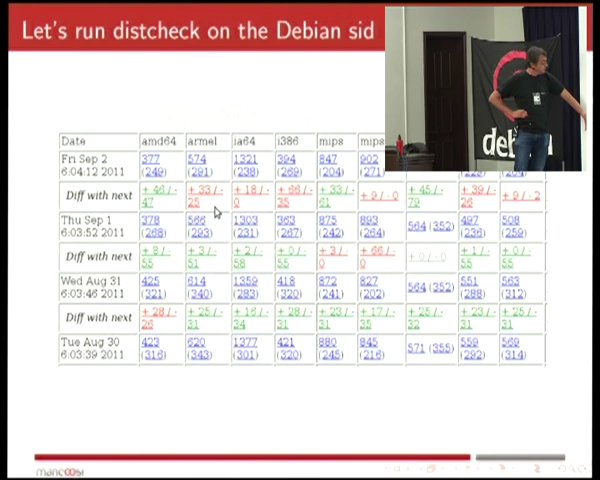 Let's run distcheck on the Debian sid
debian
Date amd64 armel ia64 i386 mips mips
Fri Sep 2 377 574 1321 394 847 902
6:04:12 2011 (249) (291) (238) (269) (204) (271)
Diff with next + 46 / - + 33 / - + 18 / - + 66 / - + 33 / - + 9 / - 0 + 45 / - + 39 / - + 9 / - 2
47 25 0 35 61 79 26
Thu Sep 1 378 566 1303 363 875 893 564 (352) 497 508
6:03:52 2011 (268) (293) (231) (267) (242) (264) (236) (259)
Diff with next + 8 / - + 3 / - + 2 / - + 0 / - + 3 / - + 66 / - + 0 / - 0 + 1 / - + 0 / -
55 51 58 55 0 0 55 55
Wed Aug 31 425 614 1359 418 872 827 564 (352) 551 563
6:03:46 2011 (321) (340) (283) (320) (241) (202) (288) (312)
Diff with next + 28 / - + 25 / - + 16 / - + 28 / - + 23 / - + 17 / - + 25 / - + 25 / - + 25 / -
26 31 34 31 31 35 32 31 31
Tue Aug 30 423 620 1377 421 880 845 571 (355) 559 569
6:03:39 2011 (316) (343) (301) (320) (245) (216) (292) (314)
mancoosi